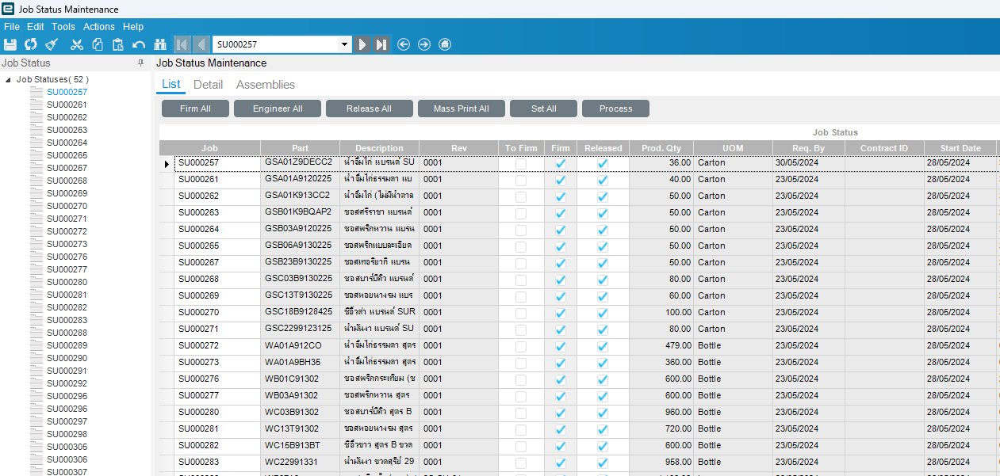 Job Status Maintenance
File Edit Tools Actions Help
SU000257
Job Status
Job Status Maintenance
Job Statuses( 52 )
SU000257
SU000261
SU000262
SU000263
SU000264
SU000265
SU000267
SU000268
SU000269
SU000270
SU000271
SU000272
SU000273
SU000276
SU000277
SU000280
SU000281
SU000282
SU000283
SU000288
SU000289
SU000290
SU000291
SU000292
SU000295
SU000296
SU000297
SU000298
SU000305
SU000306
SU000307
List Detail Assemblies
Firm All Engineer All Release All Mass Print All Set All Process
Job Status
Job Part Description Rev To Firm Firm Released Prod. Qty UOM Req. By Contract ID Start Date
SU000257 GSA01Z9DECC2 น้ำจิ้มไก่ แบรนด์ SU 0001 36.00 Carton 30/05/2024 28/05/2024
SU000261 GSA01A9120225 น้ำจิ้มไก่ธรรมดา แบ 0001 40.00 Carton 23/05/2024 28/05/2024
SU000262 GSA01K913CC2 น้ำจิ้มไก่ (ไม่มีน้ำตาล 0001 50.00 Carton 23/05/2024 28/05/2024
SU000263 GSB01K9BQAP2 ซอสศรีราชา แบรนด์ 0001 50.00 Carton 23/05/2024 28/05/2024
SU000264 GSB03A9120225 ซอสพริกหวาน แบรน 0001 50.00 Carton 23/05/2024 28/05/2024
SU000265 GSB06A9130225 ซอสพริกแบบละเอียด 0001 50.00 Carton 23/05/2024 28/05/2024
SU000267 GSB23B9130225 ซอสเทอริยากิ แบรน 0001 50.00 Carton 23/05/2024 28/05/2024
SU000268 GSC03B9130225 ซอสบาร์บีคิว แบรนด์ 0001 80.00 Carton 23/05/2024 28/05/2024
SU000269 GSC13T9130225 ซอสหอยนางรม แบร 0001 60.00 Carton 23/05/2024 28/05/2024
SU000270 GSC18B9128425 ซีอิ๊วดำ แบรนด์ SUR 0001 100.00 Carton 23/05/2024 28/05/2024
SU000271 GSC2299123125 น้ำมันงา แบรนด์ SU 0001 80.00 Carton 23/05/2024 28/05/2024
SU000272 WA01A912CO น้ำจิ้มไก่ธรรมดา สูตร 0001 479.00 Bottle 23/05/2024 28/05/2024
SU000273 WA01A9BH35 น้ำจิ้มไก่ธรรมดา สูตร 0001 360.00 Bottle 23/05/2024 28/05/2024
SU000276 WB01C91302 ซอสพริกกระเทียม (ซ 0001 600.00 Bottle 23/05/2024 28/05/2024
SU000277 WB03A91302 ซอสพริกหวาน สูตร 0001 600.00 Bottle 23/05/2024 28/05/2024
SU000280 WC03B91302 ซอสบาร์บีคิว สูตร B 0001 960.00 Bottle 23/05/2024 28/05/2024
SU000281 WC13T91302 ซอสหอยนางรม สูตร 0001 720.00 Bottle 23/05/2024 28/05/2024
SU000282 WC15B913BT ซีอิ๊วขาว สูตร B ขวด 0001 600.00 Bottle 23/05/2024 28/05/2024
SU000283 WC22991331 น้ำมันงา ขวดสุรีย์ 29 0001 958.00 Bottle 23/05/2024 28/05/2024